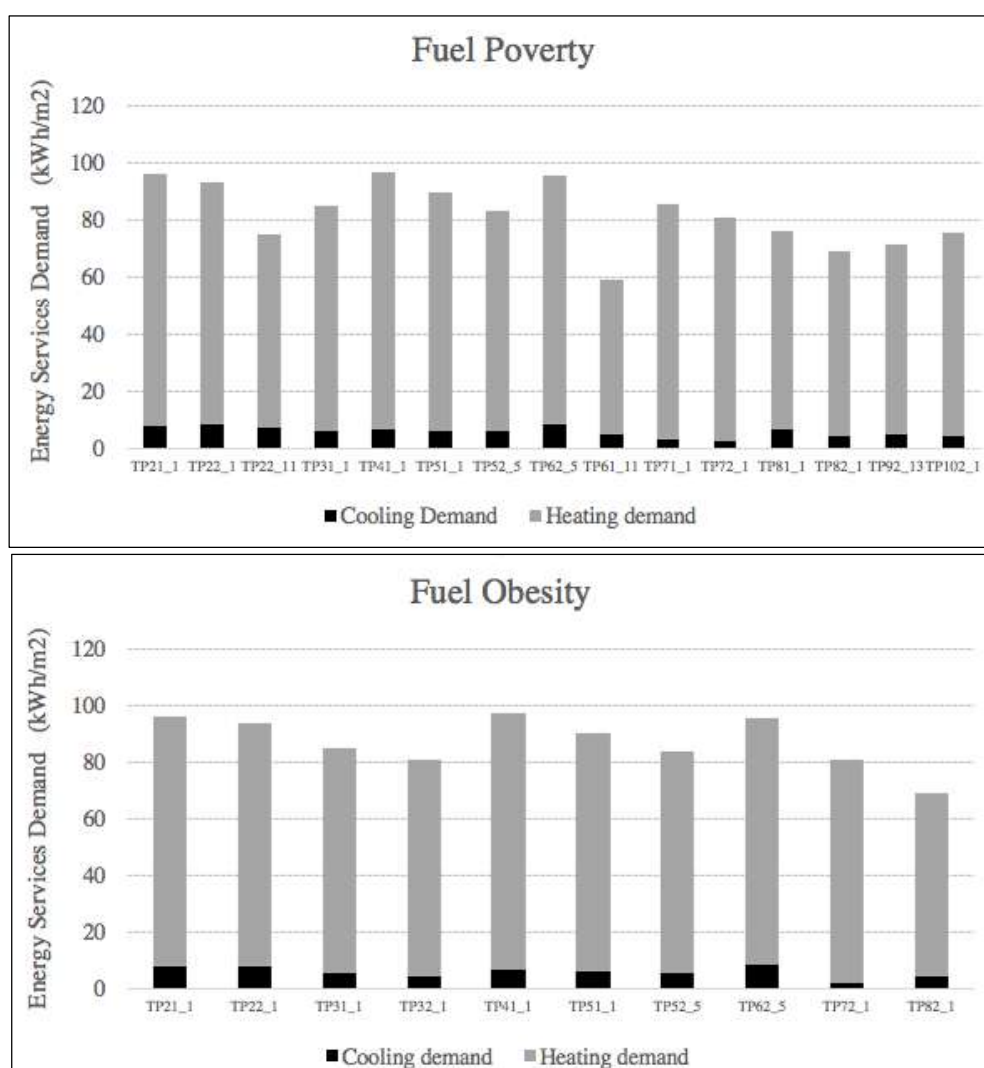 Fuel Poverty
Energy Services Demand (kWh/m2)
120
100
80
60
40
20
0
TP21_1 TP22_1 TP22_11 TP31_1 TP41_1 TP51_1 TP52_5 TP62_5 TP61_11 TP71_1 TP72_1 TP81_1 TP82_1 TP92_13 TP102_1
Cooling Demand Heating demand
Fuel Obesity
Energy Services Demand (kWh/m2)
120
100
80
60
40
20
0
TP21_1 TP22_1 TP31_1 TP32_1 TP41_1 TP51_1 TP52_5 TP62_5 TP72_1 TP82_1
Cooling demand Heating demand